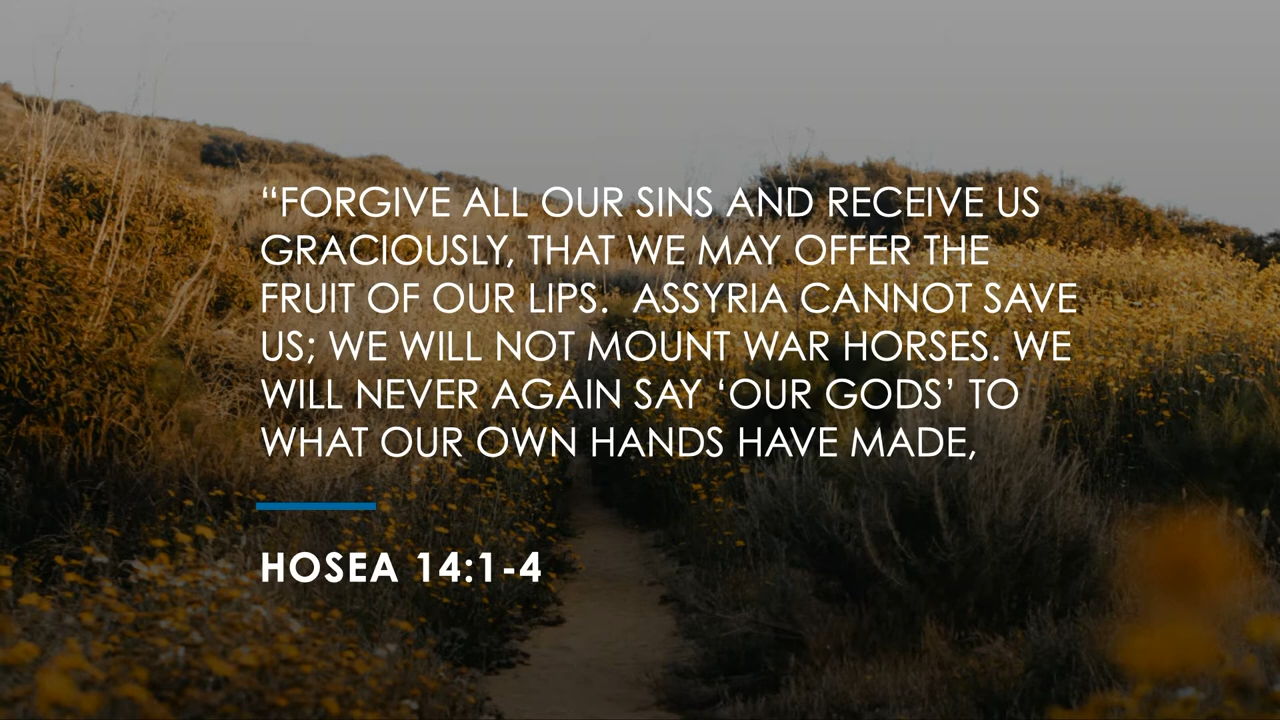 “FORGIVE ALL OUR SINS AND RECEIVE US
GRACIOUSLY, THAT WE MAY OFFER THE
FRUIT OF OUR LIPS.  ASSYRIA CANNOT SAVE
US; WE WILL NOT MOUNT WAR HORSES. WE
WILL NEVER AGAIN SAY ‘OUR GODS’ TO
WHAT OUR OWN HANDS HAVE MADE,
HOSEA 14:1-4